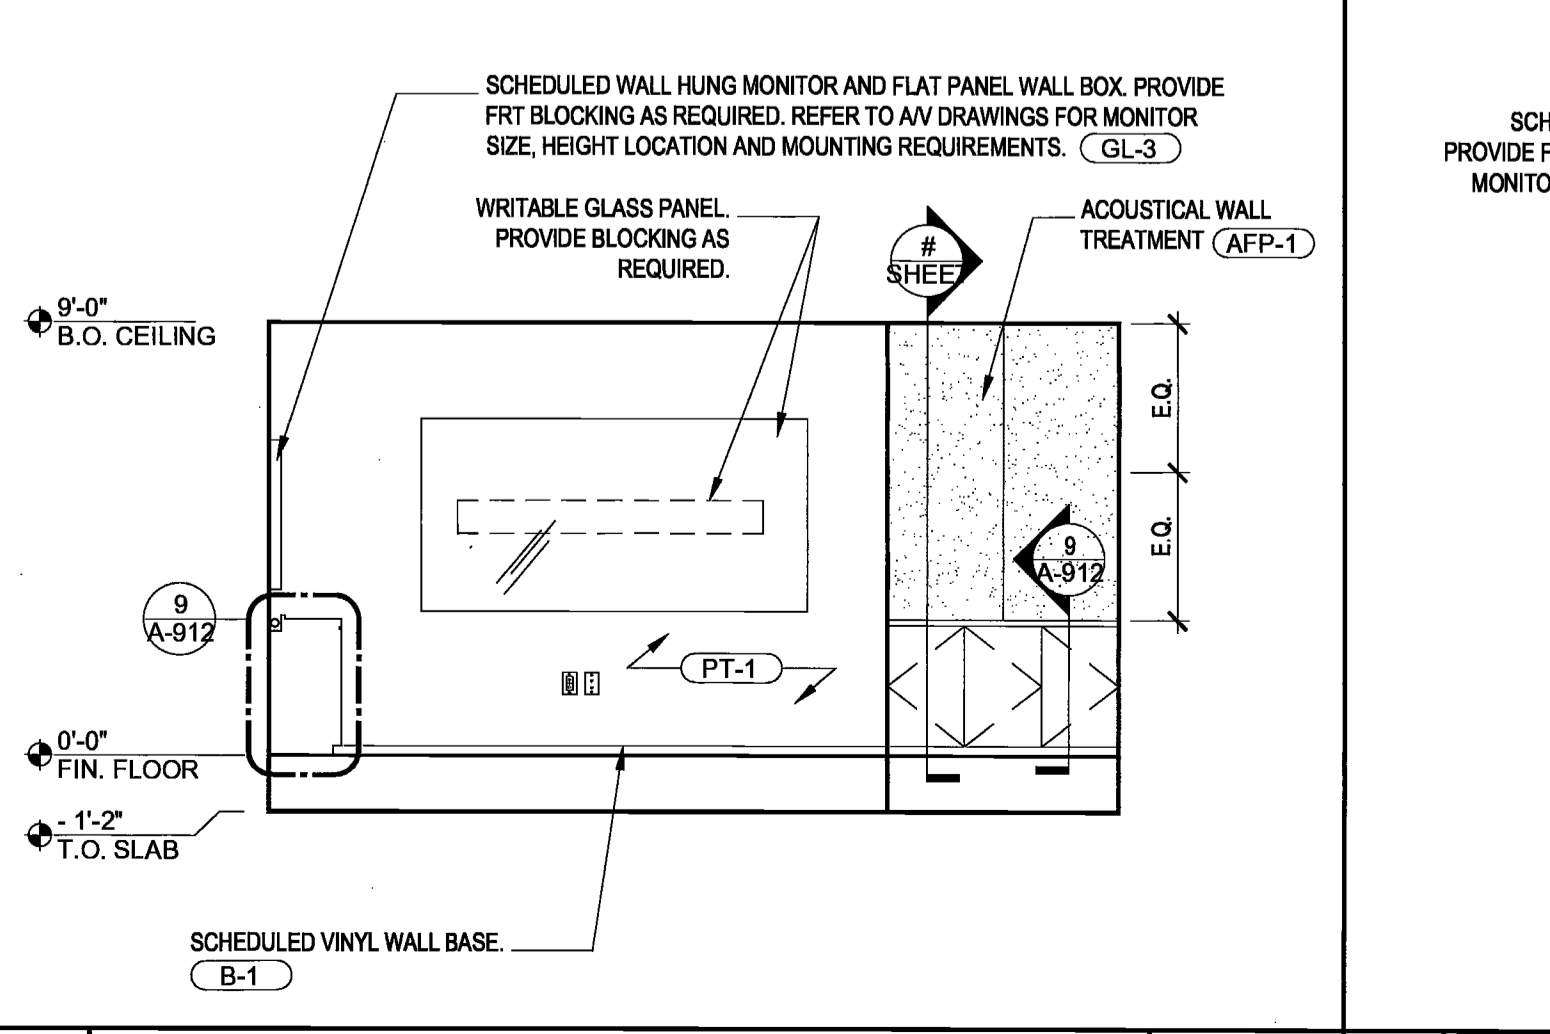 SCHEDULED WALL HUNG MONITOR AND FLAT PANEL WALL BOX. PROVIDE
FRT BLOCKING AS REQUIRED. REFER TO A/V DRAWINGS FOR MONITOR
SIZE, HEIGHT LOCATION AND MOUNTING REQUIREMENTS. GL-3
SCH
PROVIDE F
MONITO
WRITABLE GLASS PANEL.
PROVIDE BLOCKING AS
REQUIRED.
#
SHEET
ACOUSTICAL WALL
TREATMENT AFP-1
9'-0"
B.O. CEILING
E.Q.
E.Q.
9
A-912
9
A-912
PT-1
0'-0"
FIN. FLOOR
- 1'-2"
T.O. SLAB
SCHEDULED VINYL WALL BASE.
B-1